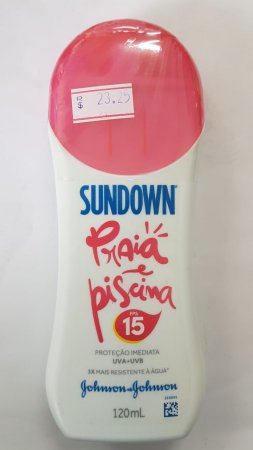 R$ 23.25
SUNDOWN
PRAIA
e
piscina
FPS
15
PROTEÇÃO IMEDIATA
UVA+UVB
3X MAIS RESISTENTE À ÁGUA*
Johnson & Johnson
120mL